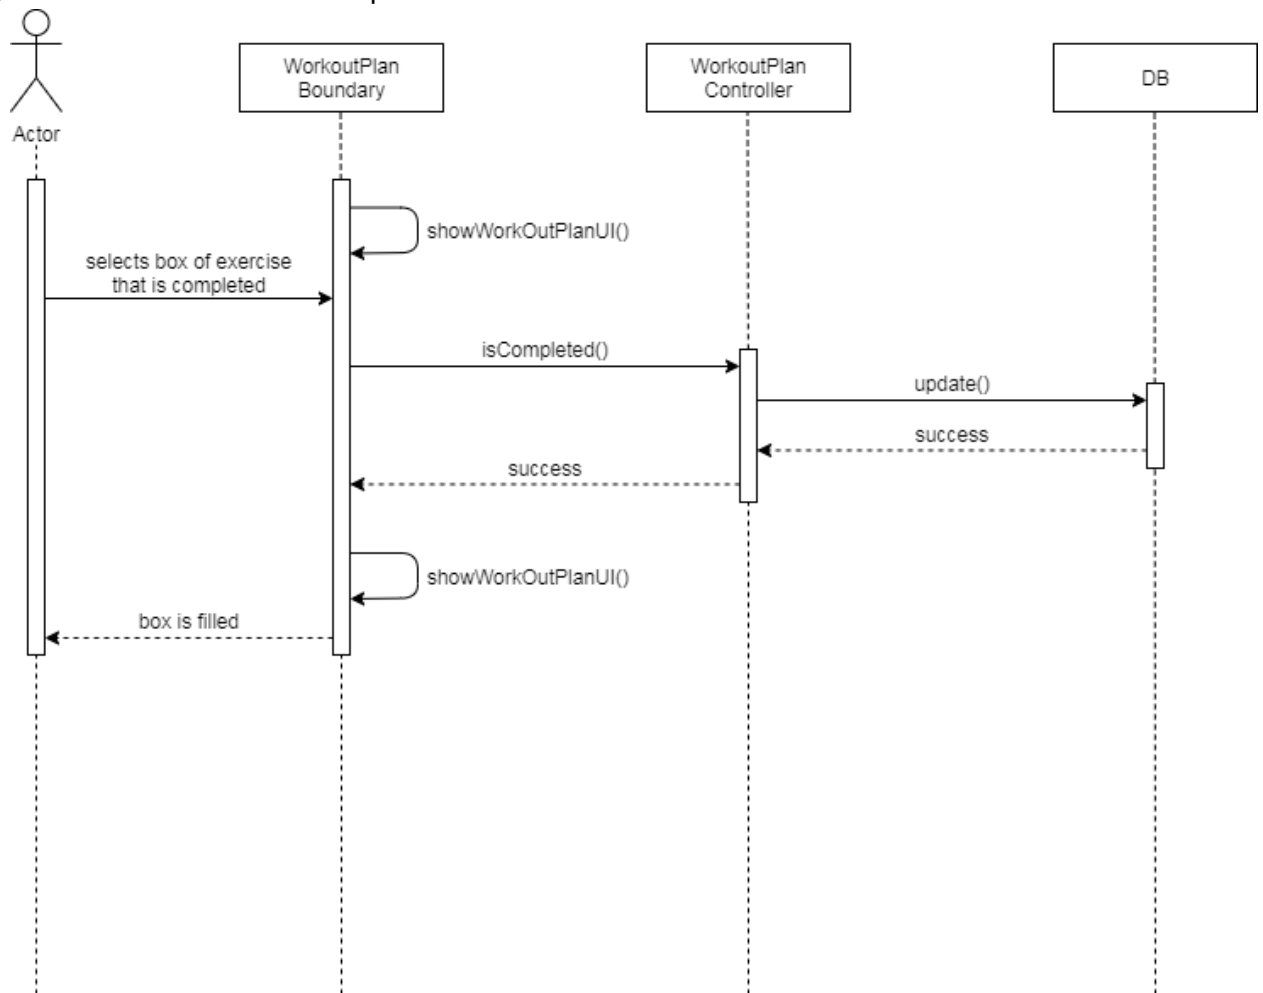 WorkoutPlan
Boundary
WorkoutPlan
Controller
DB
Actor
showWorkOutPlanUI()
selects box of exercise
that is completed
isCompleted()
update()
success
success
showWorkOutPlanUI()
box is filled